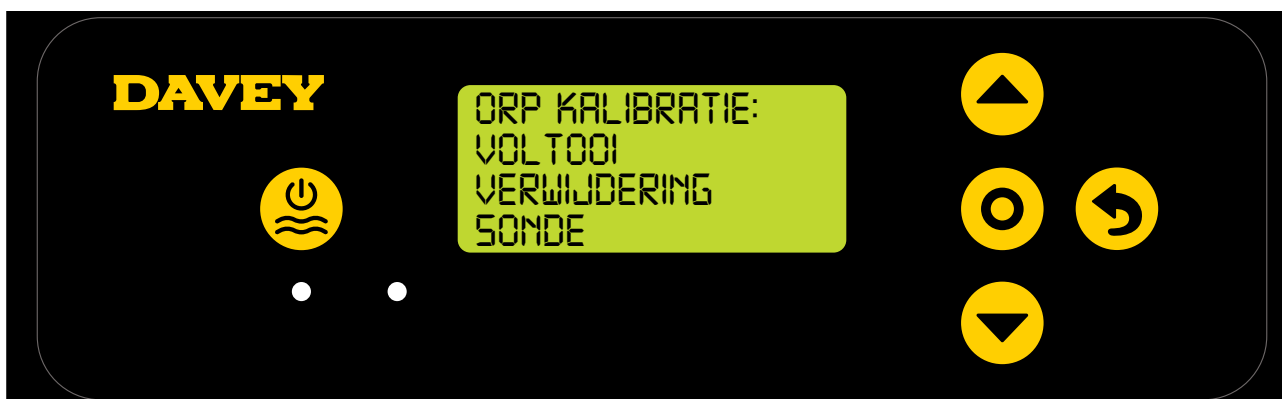 DAVEY
ORP KALIBRATIE:
VOLTOOI
VERWIJDERING
SONDE